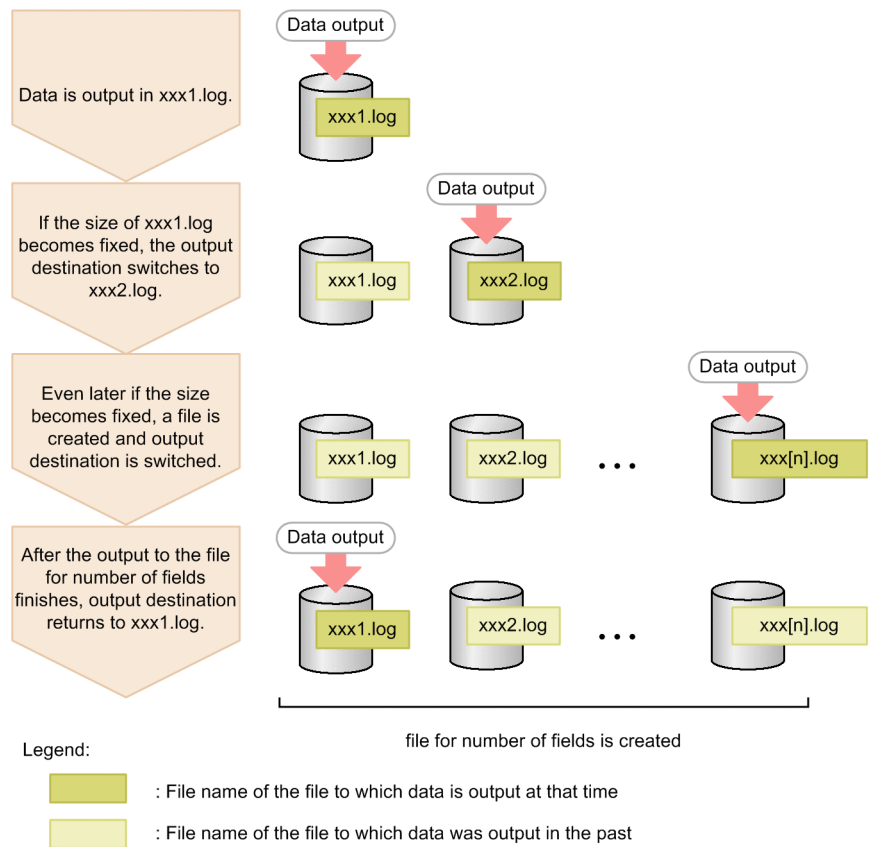 Data output
Data is output in xxx1.log.
xxx1.log
Data output
If the size of xxx1.log
becomes fixed, the output
destination switches to
xxx2.log.
xxx1.log
xxx2.log
Data output
Even later if the size
becomes fixed, a file is
created and output
destination is switched.
xxx1.log
xxx2.log
...
xxx[n].log
Data output
After the output to the file
for number of fields
finishes, output destination
returns to xxx1.log.
xxx1.log
xxx2.log
...
xxx[n].log
file for number of fields is created
Legend:
: File name of the file to which data is output at that time
: File name of the file to which data was output in the past